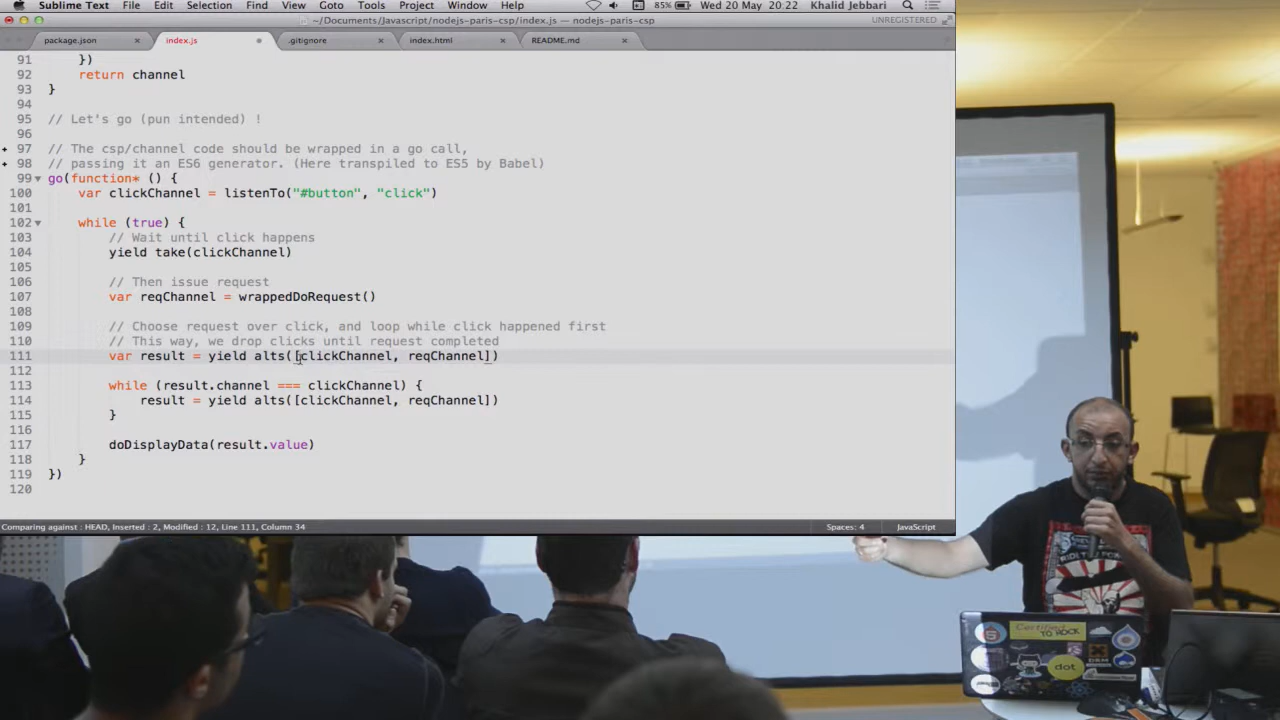 Sublime Text File Edit Selection Find View Goto Tools Project Window Help 85% Wed 20 May 20:22 Khalid Jebbari
~/Documents/Javascript/nodejs-paris-csp/index.js — nodejs-paris-csp UNREGISTERED
package.json index.js .gitignore index.html README.md
91 })
92 return channel
93 }
94
95 // Let's go (pun intended) !
96
97 // The csp/channel code should be wrapped in a go call,
98 // passing it an ES6 generator. (Here transpiled to ES5 by Babel)
99 go(function* () {
100 var clickChannel = listenTo("#button", "click")
101
102 while (true) {
103 // Wait until click happens
104 yield take(clickChannel)
105
106 // Then issue request
107 var reqChannel = wrappedDoRequest()
108
109 // Choose request over click, and loop while click happened first
110 // This way, we drop clicks until request completed
111 var result = yield alts([clickChannel, reqChannel])
112
113 while (result.channel === clickChannel) {
114 result = yield alts([clickChannel, reqChannel])
115 }
116
117 doDisplayData(result.value)
118 }
119 })
120
Comparing against : HEAD, Inserted : 2, Modified : 12, Line 111, Column 34 Spaces: 4 JavaScript
Certified
TO ROCK
dot